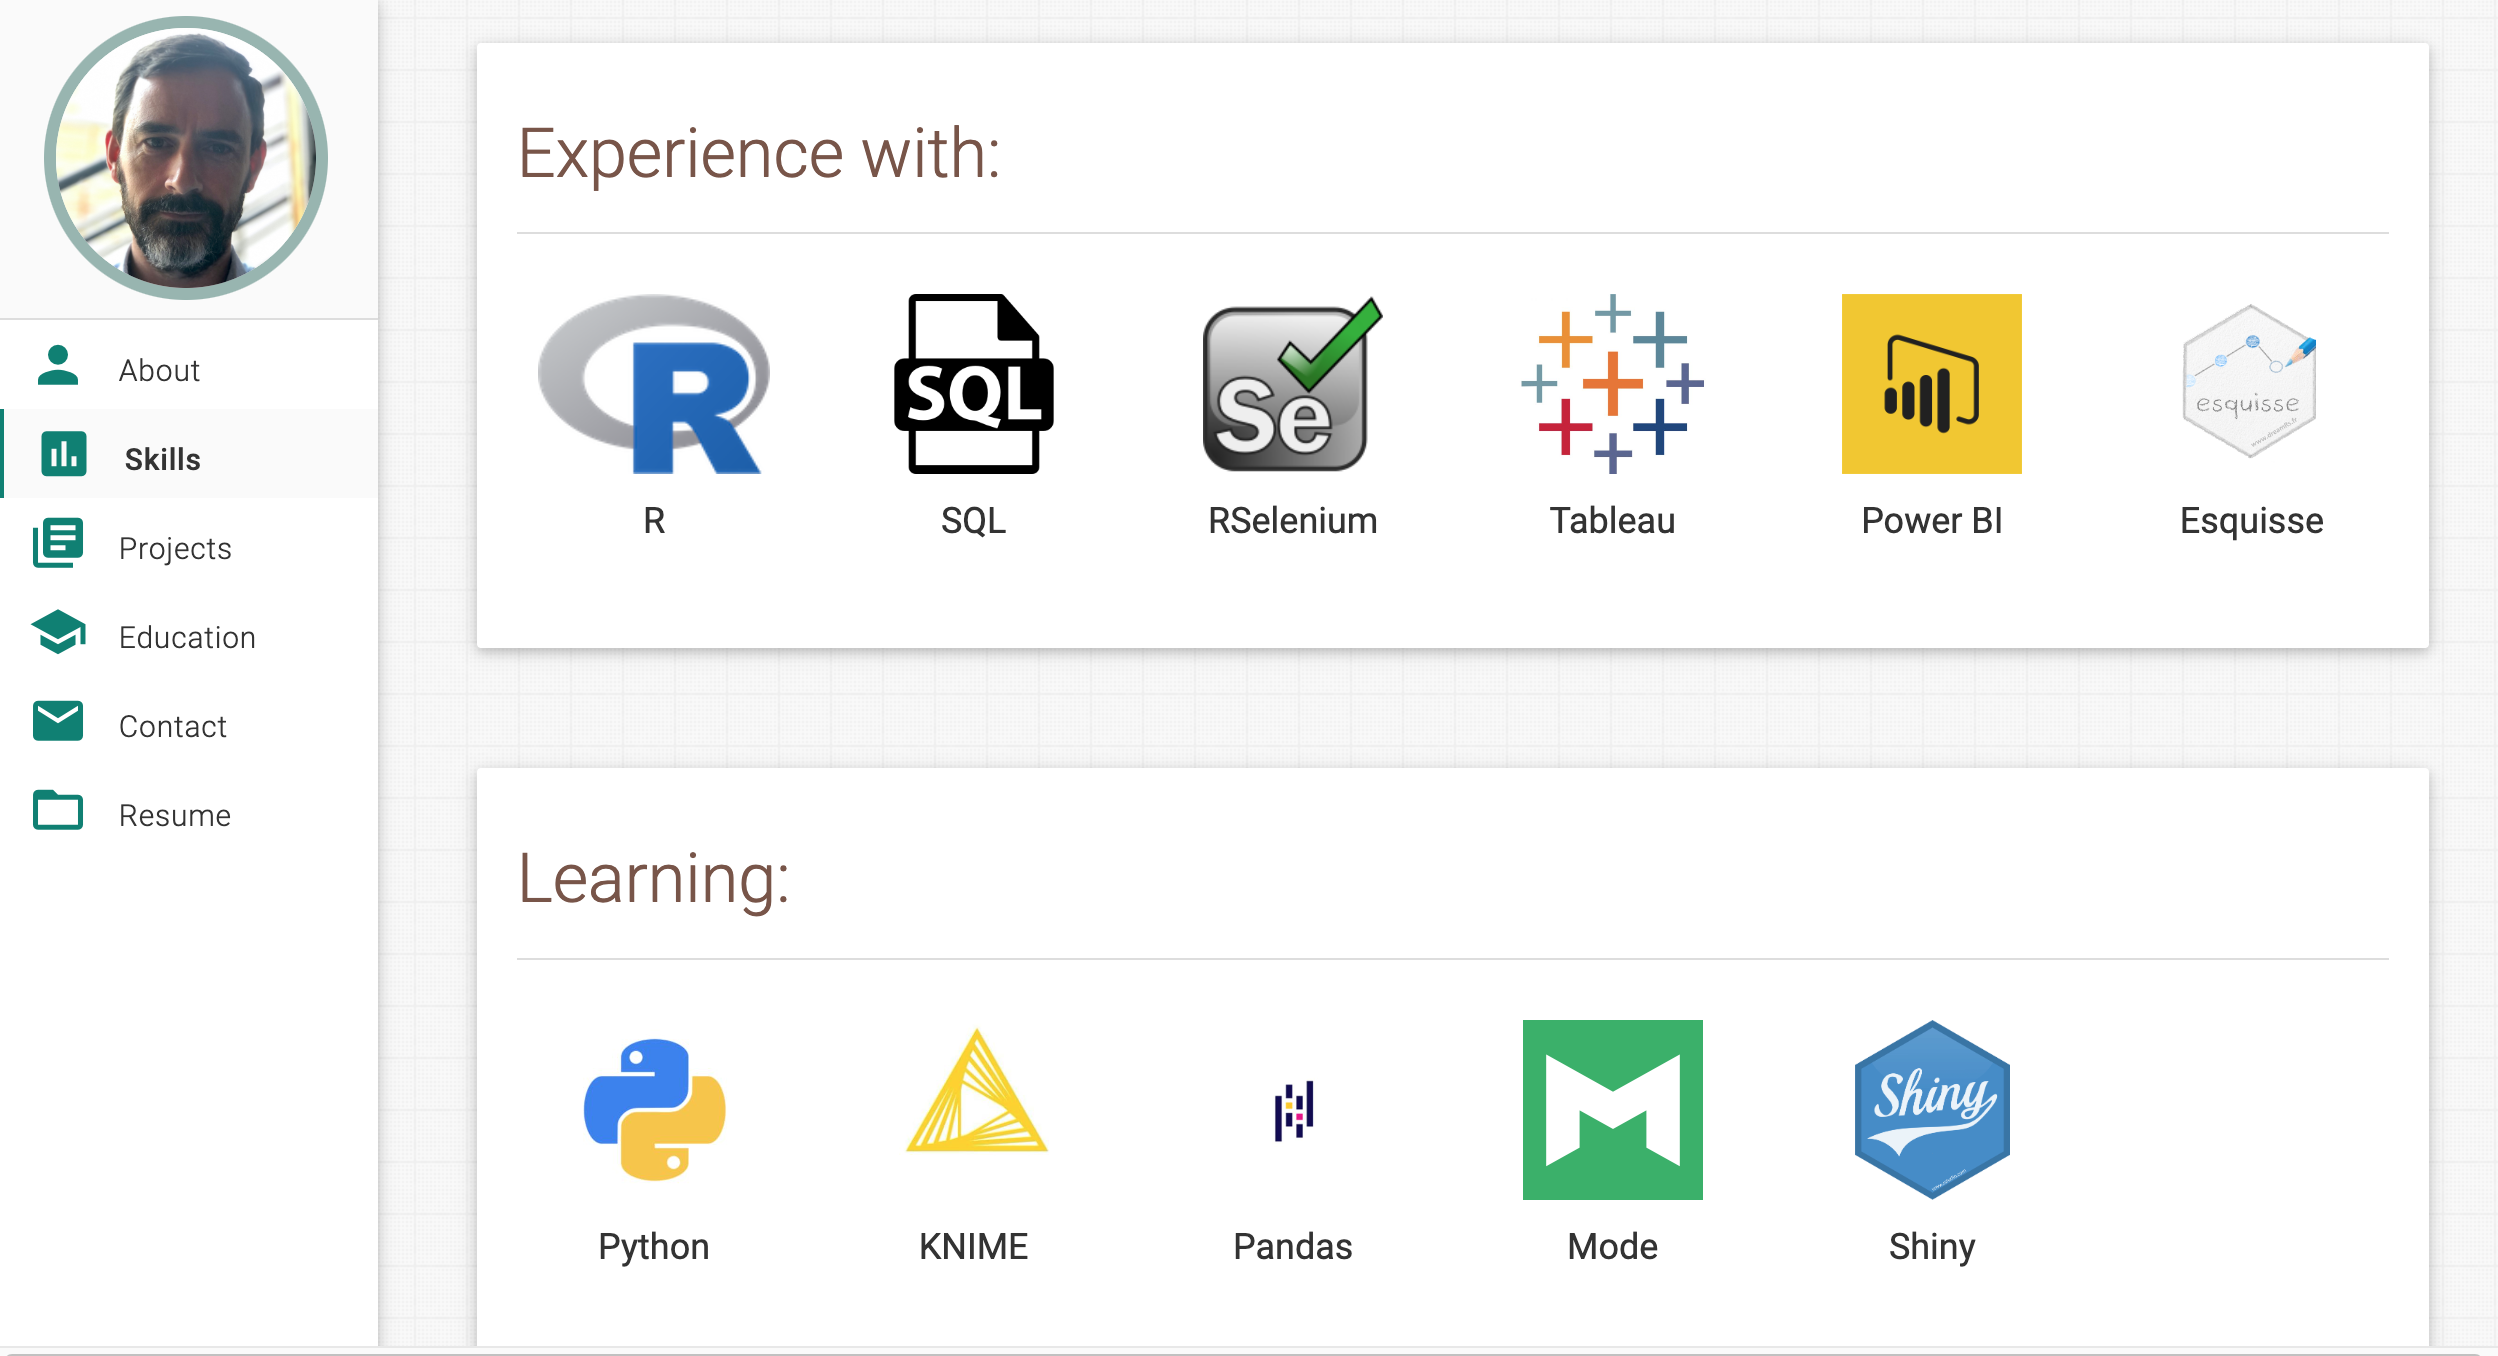 About
Skills
Projects
Education
Contact
Resume
Experience with:
SQL
Se
esquisse
R SQL RSelenium Tableau Power BI Esquisse
Learning:
Shiny
Python KNIME Pandas Mode Shiny